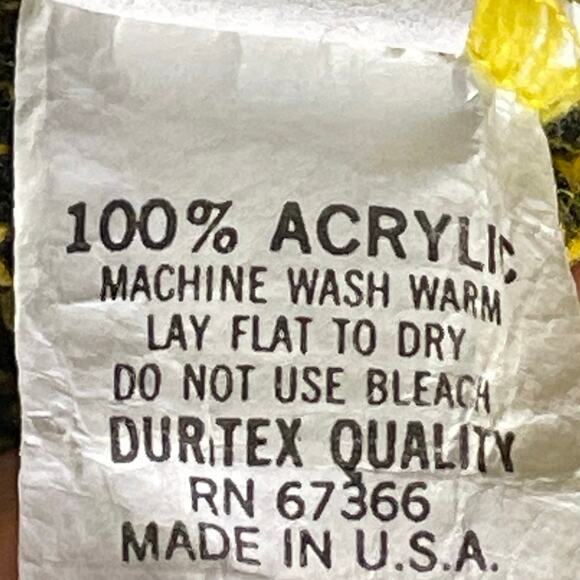 100% ACRYLIC
MACHINE WASH WARM
LAY FLAT TO DRY
DO NOT USE BLEACH
DURITEX QUALITY
RN 67366
MADE IN U.S.A.